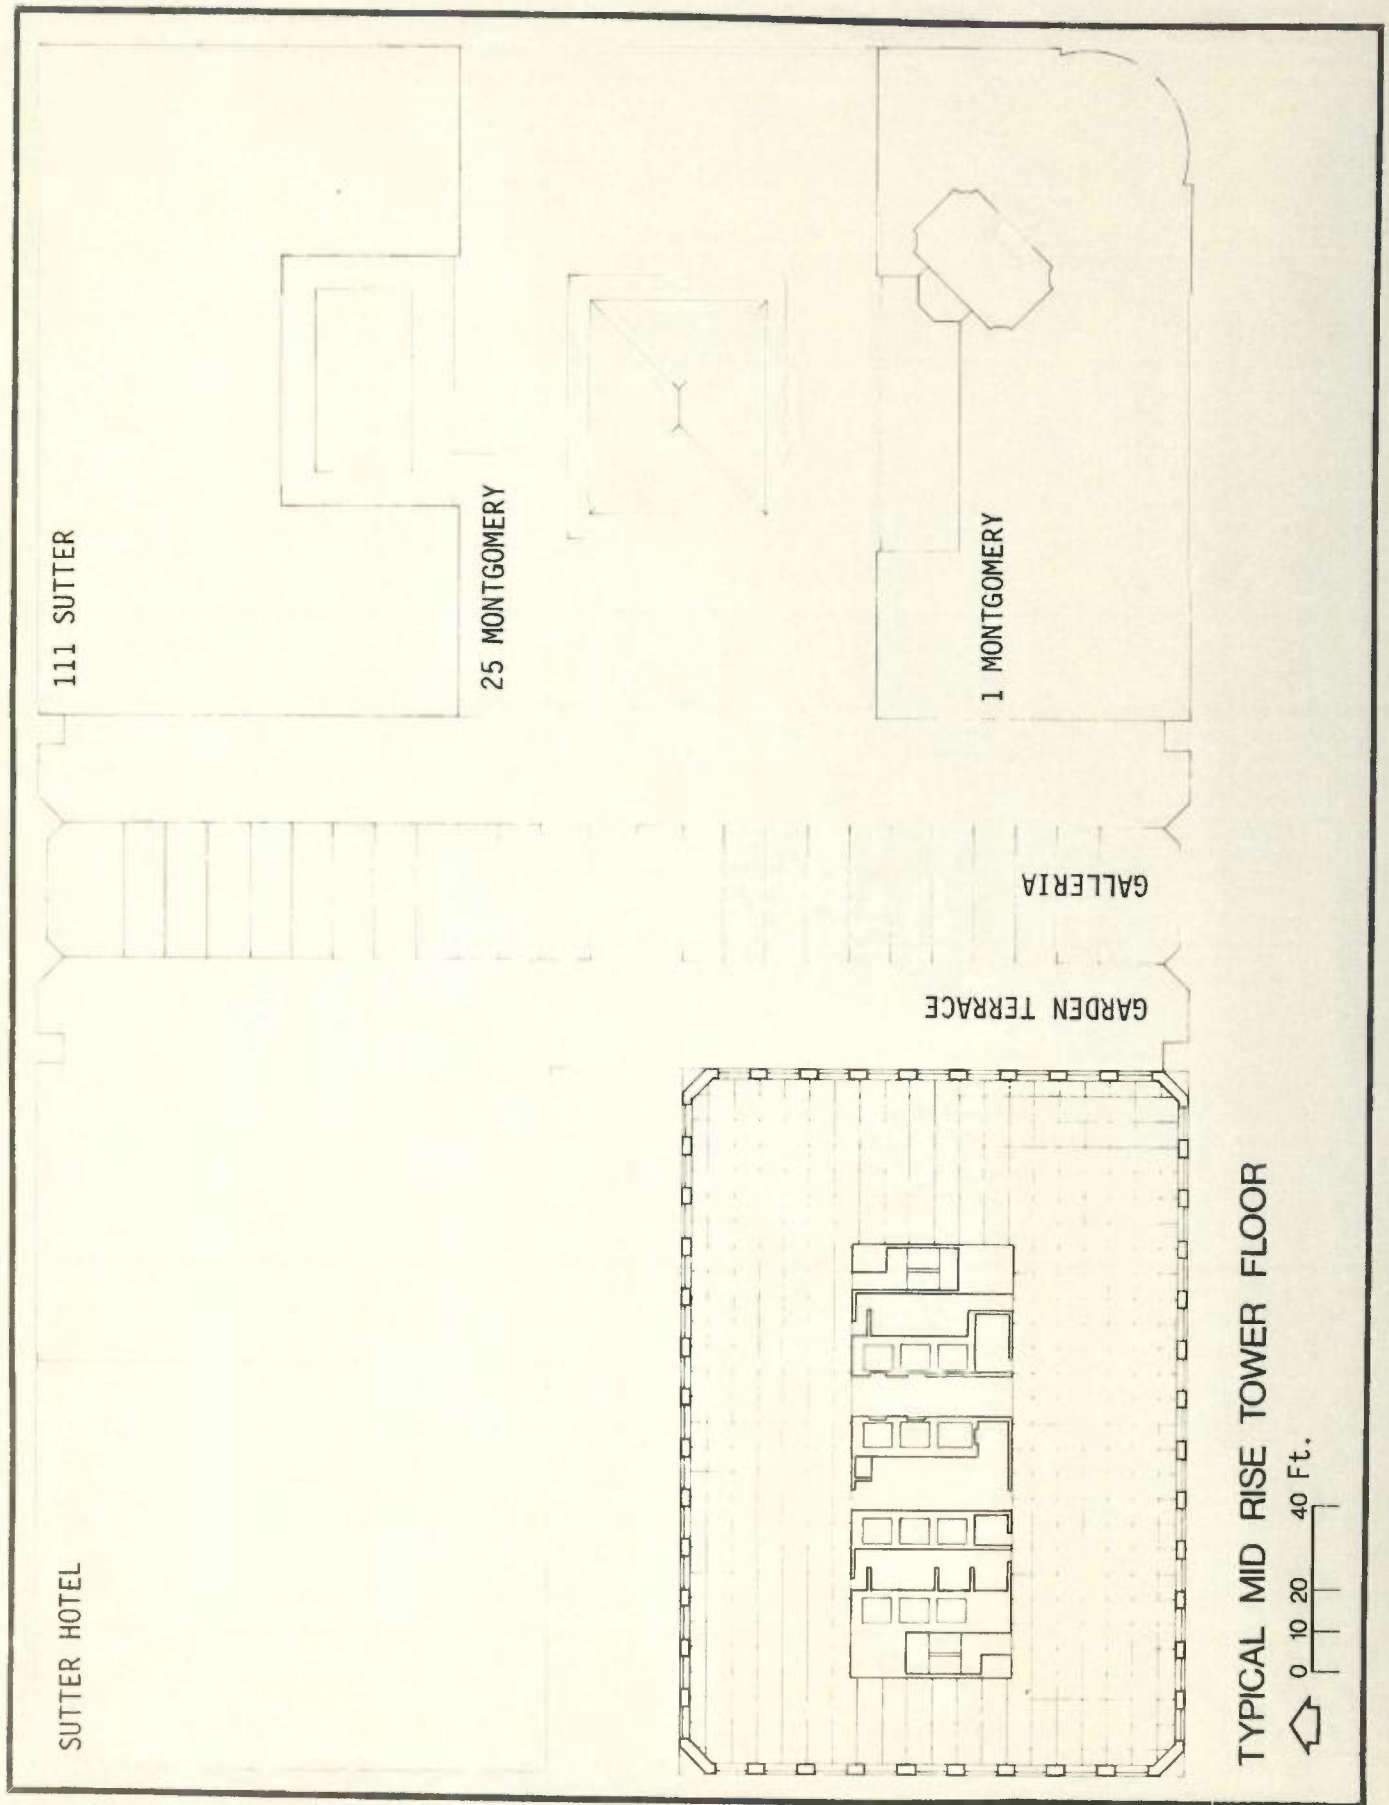 SUTTER HOTEL
111 SUTTER
25 MONTGOMERY
1 MONTGOMERY
GALLERIA
GARDEN TERRACE
TYPICAL MID RISE TOWER FLOOR
0 10 20 40 Ft.